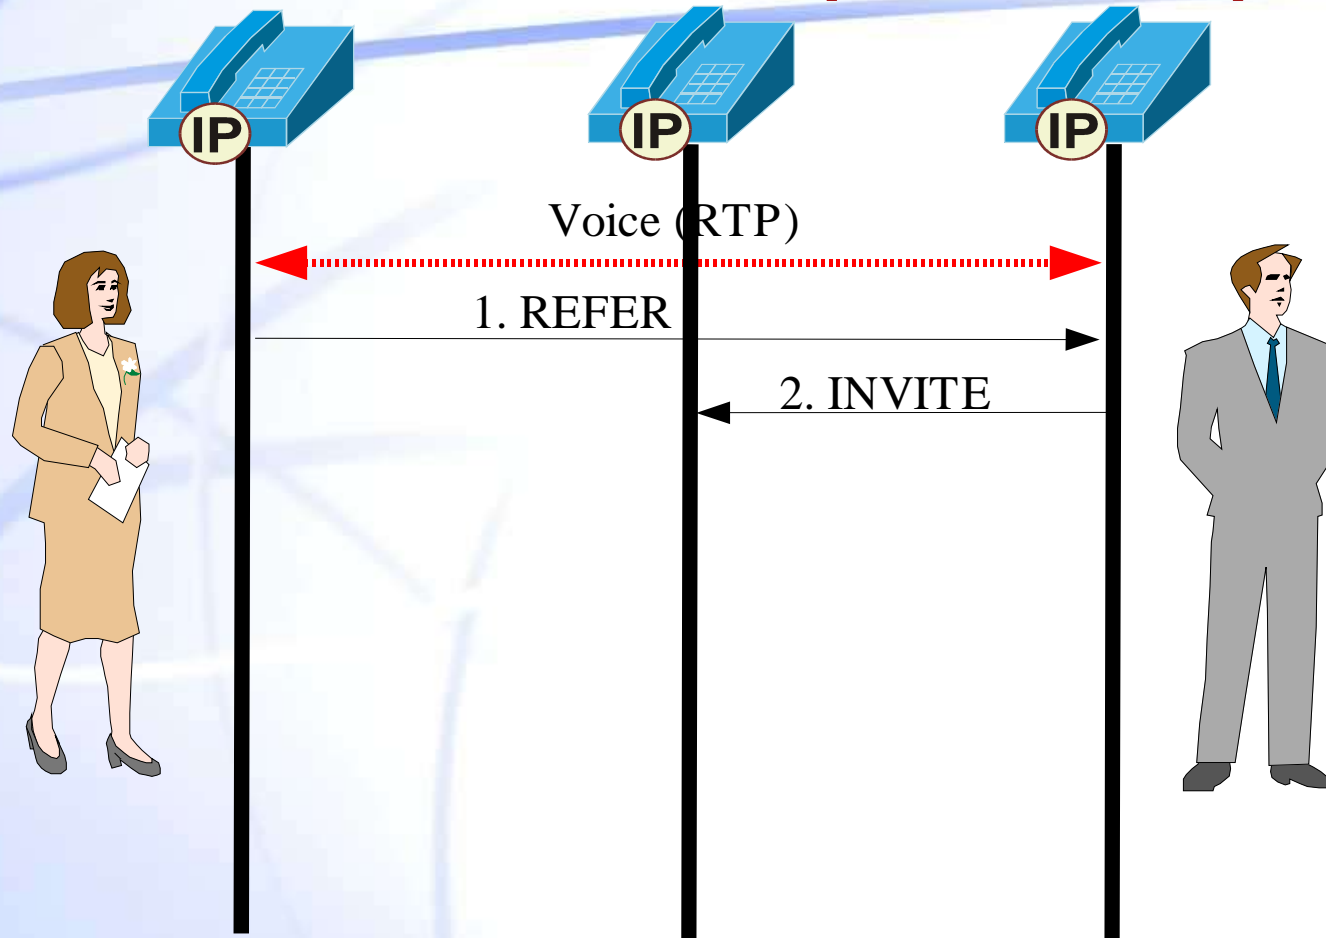 IP
IP
IP
Voice (RTP)
1. REFER
2. INVITE